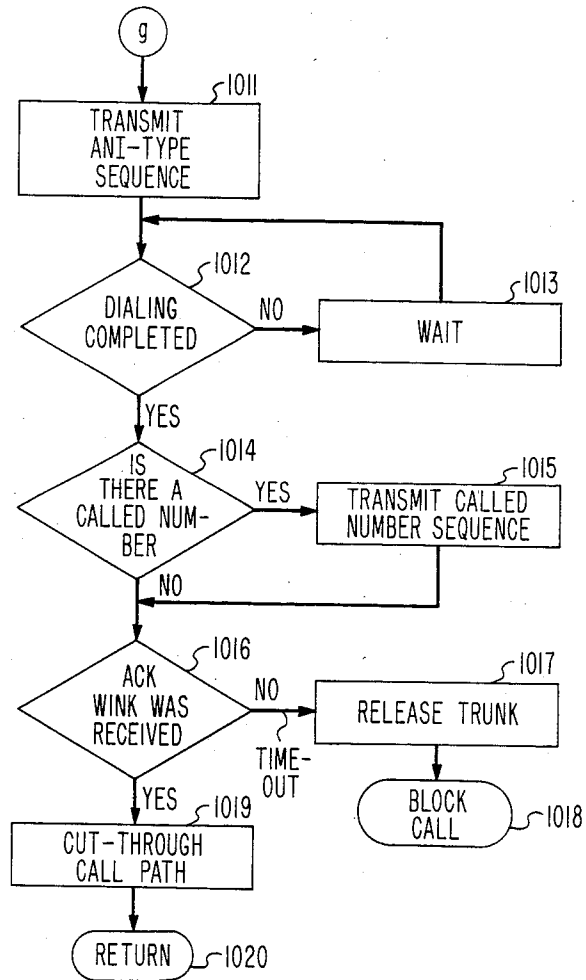 g
1011
TRANSMIT
ANI-TYPE
SEQUENCE
1012
DIALING
COMPLETED
NO
1013
WAIT
YES
1014
IS
THERE A
CALLED NUM-
BER
YES
1015
TRANSMIT CALLED
NUMBER SEQUENCE
NO
1016
ACK
WINK WAS
RECEIVED
NO
TIME-
OUT
1017
RELEASE TRUNK
BLOCK
CALL
1018
YES
1019
CUT-THROUGH
CALL PATH
RETURN
1020